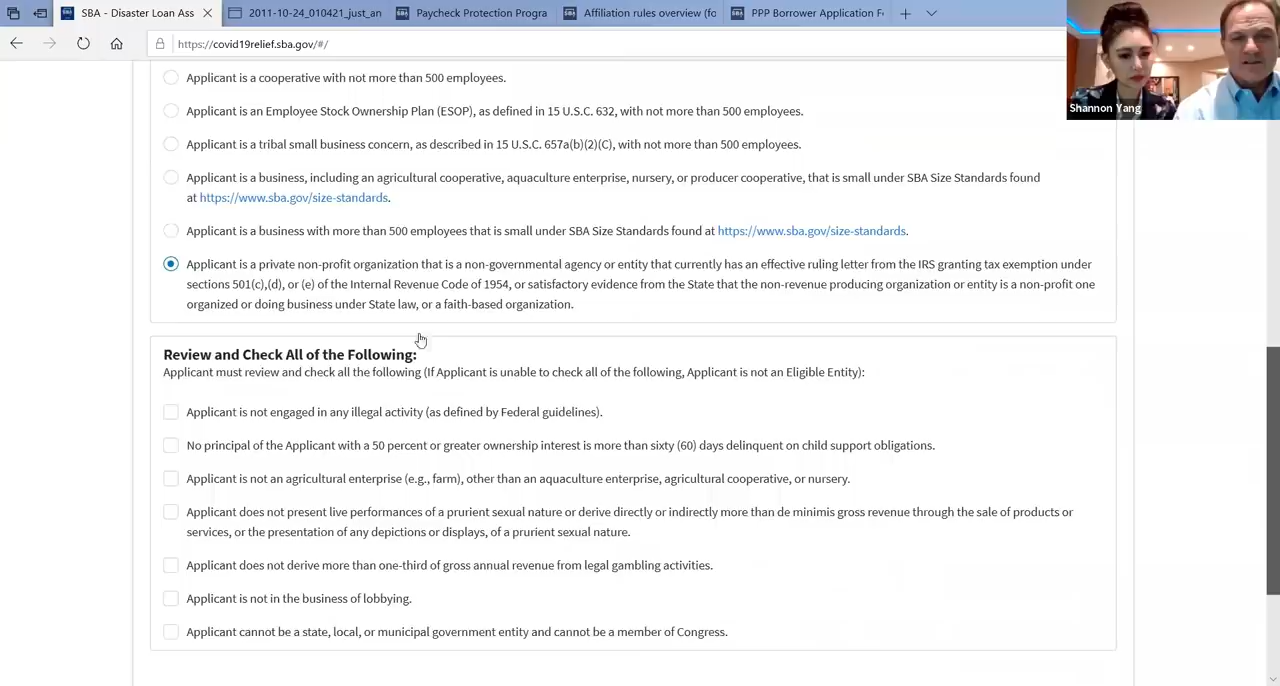 SBA - Disaster Loan Ass
2011-10-24_010421_just_an
Paycheck Protection Progra
Affiliation rules overview (fo
PPP Borrower Application Fo
https://covid19relief.sba.gov/#/
Shannon Yang
Applicant is a cooperative with not more than 500 employees.
Applicant is an Employee Stock Ownership Plan (ESOP), as defined in 15 U.S.C. 632, with not more than 500 employees.
Applicant is a tribal small business concern, as described in 15 U.S.C. 657a(b)(2)(C), with not more than 500 employees.
Applicant is a business, including an agricultural cooperative, aquaculture enterprise, nursery, or producer cooperative, that is small under SBA Size Standards found
at https://www.sba.gov/size-standards.
Applicant is a business with more than 500 employees that is small under SBA Size Standards found at https://www.sba.gov/size-standards.
Applicant is a private non-profit organization that is a non-governmental agency or entity that currently has an effective ruling letter from the IRS granting tax exemption under
sections 501(c),(d), or (e) of the Internal Revenue Code of 1954, or satisfactory evidence from the State that the non-revenue producing organization or entity is a non-profit one
organized or doing business under State law, or a faith-based organization.
Review and Check All of the Following:
Applicant must review and check all the following (If Applicant is unable to check all of the following, Applicant is not an Eligible Entity):
Applicant is not engaged in any illegal activity (as defined by Federal guidelines).
No principal of the Applicant with a 50 percent or greater ownership interest is more than sixty (60) days delinquent on child support obligations.
Applicant is not an agricultural enterprise (e.g., farm), other than an aquaculture enterprise, agricultural cooperative, or nursery.
Applicant does not present live performances of a prurient sexual nature or derive directly or indirectly more than de minimis gross revenue through the sale of products or
services, or the presentation of any depictions or displays, of a prurient sexual nature.
Applicant does not derive more than one-third of gross annual revenue from legal gambling activities.
Applicant is not in the business of lobbying.
Applicant cannot be a state, local, or municipal government entity and cannot be a member of Congress.